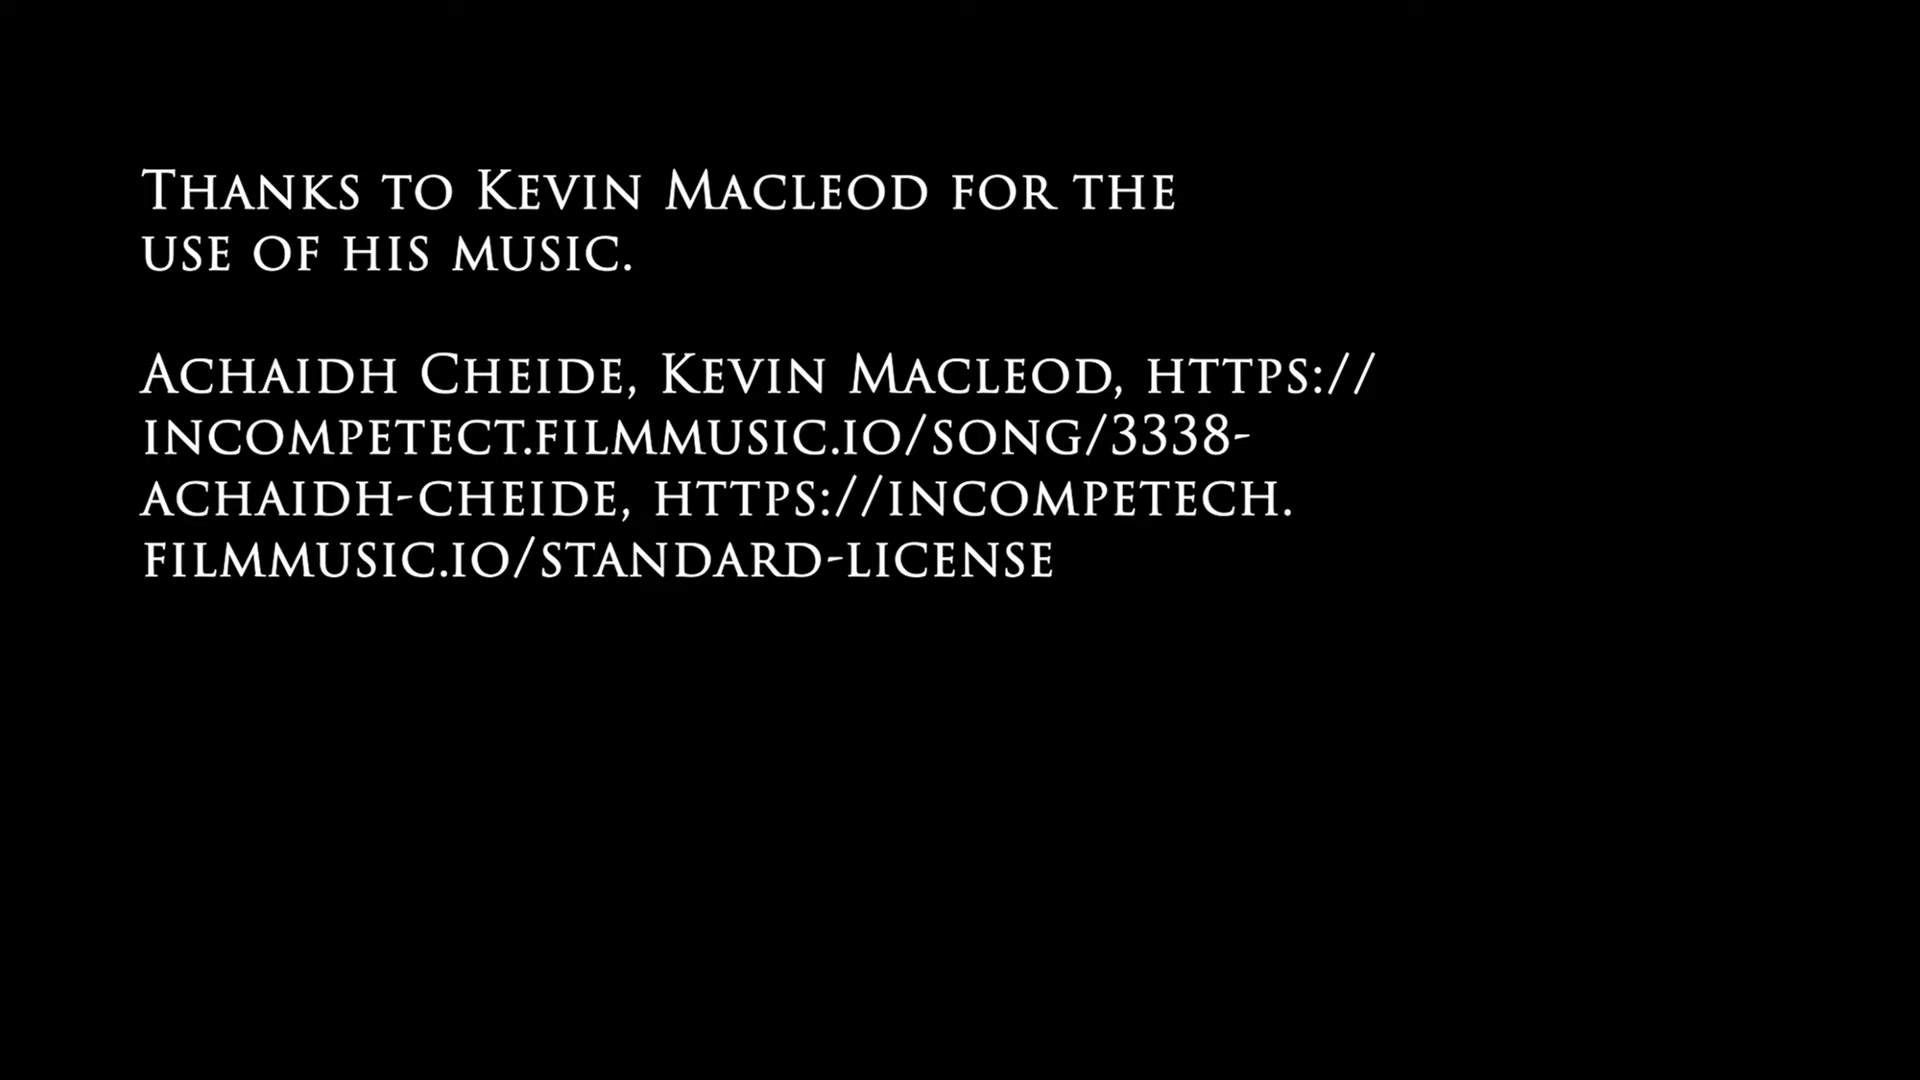 Thanks to Kevin Macleod for the
use of his music.
Achaidh Cheide, Kevin Macleod, https://
incompetect.filmmusic.io/song/3338-
achaidh-cheide, https://incompetech.
filmmusic.io/standard-license